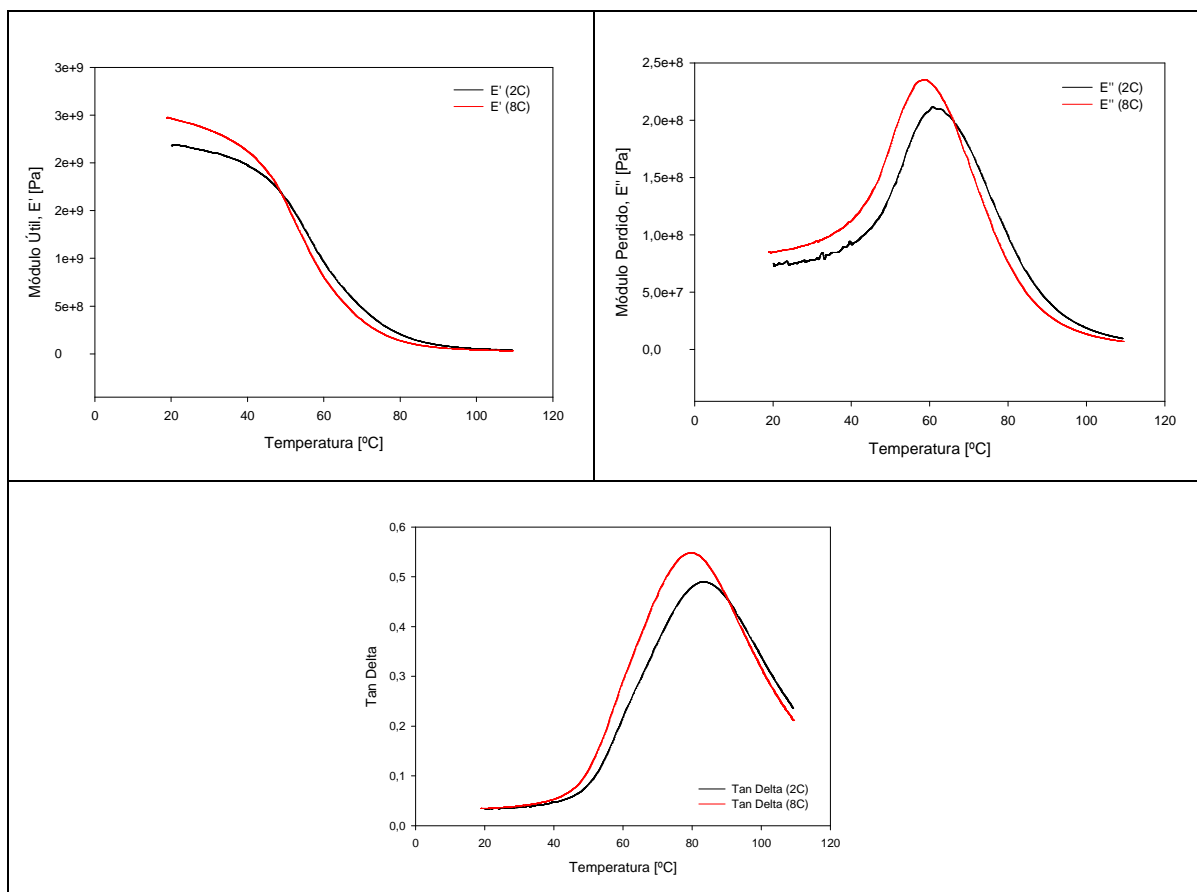 3e+9
3e+9
2e+9
2e+9
1e+9
5e+8
0
Módulo Útil, E' [Pa]
E' (2C)
E' (8C)
0 20 40 60 80 100 120
Temperatura [ºC]
2,5e+8
2,0e+8
1,5e+8
1,0e+8
5,0e+7
0,0
Módulo Perdido, E'' [Pa]
E'' (2C)
E'' (8C)
0 20 40 60 80 100 120
Temperatura [ºC]
0,6
0,5
0,4
0,3
0,2
0,1
0,0
Tan Delta
Tan Delta (2C)
Tan Delta (8C)
0 20 40 60 80 100 120
Temperatura [ºC]